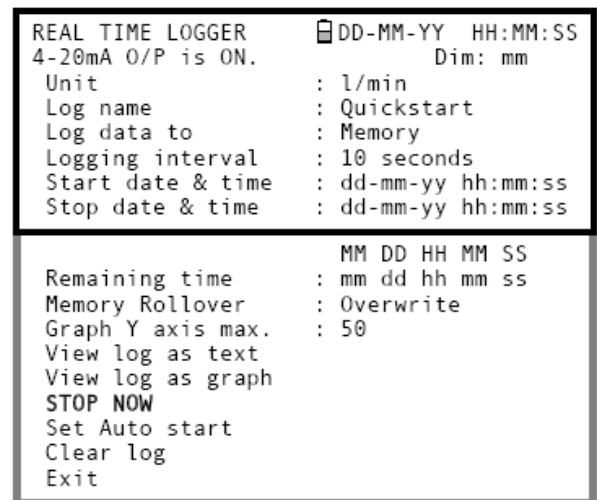 REAL TIME LOGGER DD-MM-YY HH:MM:SS
4-20mA O/P is ON. Dim: mm
Unit : l/min
Log name : Quickstart
Log data to : Memory
Logging interval : 10 seconds
Start date & time : dd-mm-yy hh:mm:ss
Stop date & time : dd-mm-yy hh:mm:ss
MM DD HH MM SS
Remaining time : mm dd hh mm ss
Memory Rollover : Overwrite
Graph Y axis max. : 50
View log as text
View log as graph
STOP NOW
Set Auto start
Clear log
Exit